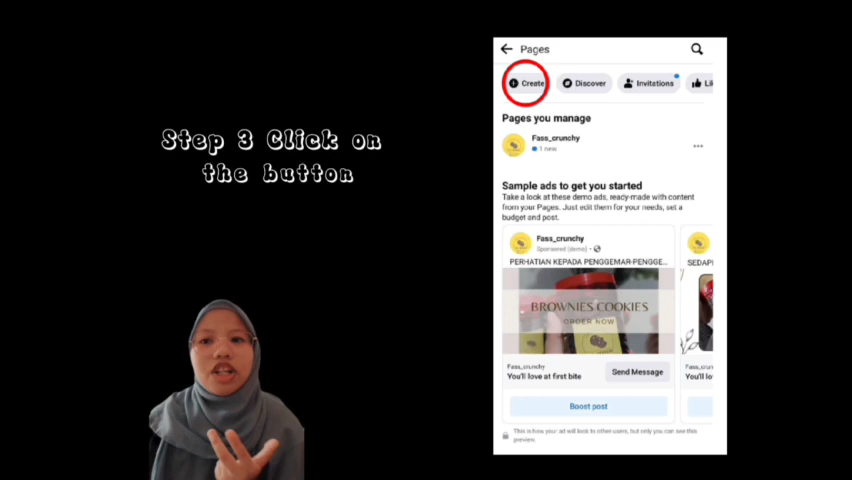 Step 3 Click on
the button
Pages
Create
Discover
Invitations
Pages you manage
Fass_crunchy
1 new
Sample ads to get you started
Take a look at these demo ads, ready-made with content
from your Pages. Just edit them for your needs, set a
budget and post.
Fass_crunchy
Sponsored (demo)
PERHATIAN KEPADA PENGGEMAR-PENGGE...
BROWNIES COOKIES
ORDER NOW
Fass_crunchy
You'll love at first bite
Send Message
Boost post
This is how your ad will look to other users, but only you can see this
preview.